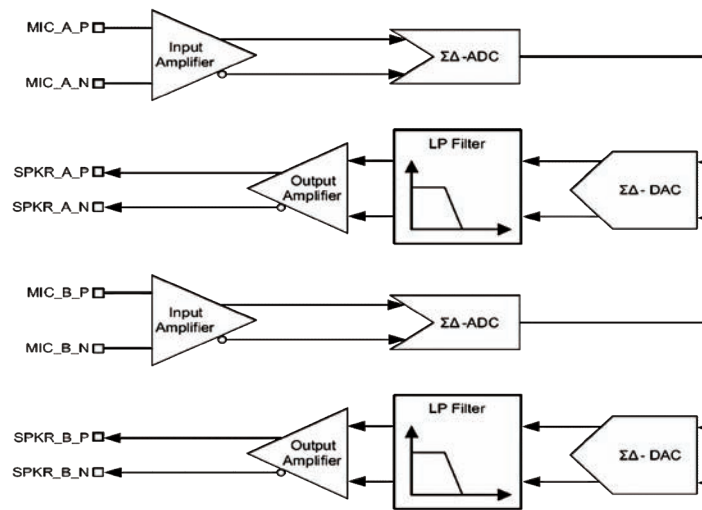 MIC_A_P
Input
Amplifier
ΣΔ-ADC
MIC_A_N
LP Filter
SPKR_A_P
Output
Amplifier
ΣΔ- DAC
SPKR_A_N
MIC_B_P
Input
Amplifier
ΣΔ-ADC
MIC_B_N
LP Filter
SPKR_B_P
Output
Amplifier
ΣΔ- DAC
SPKR_B_N